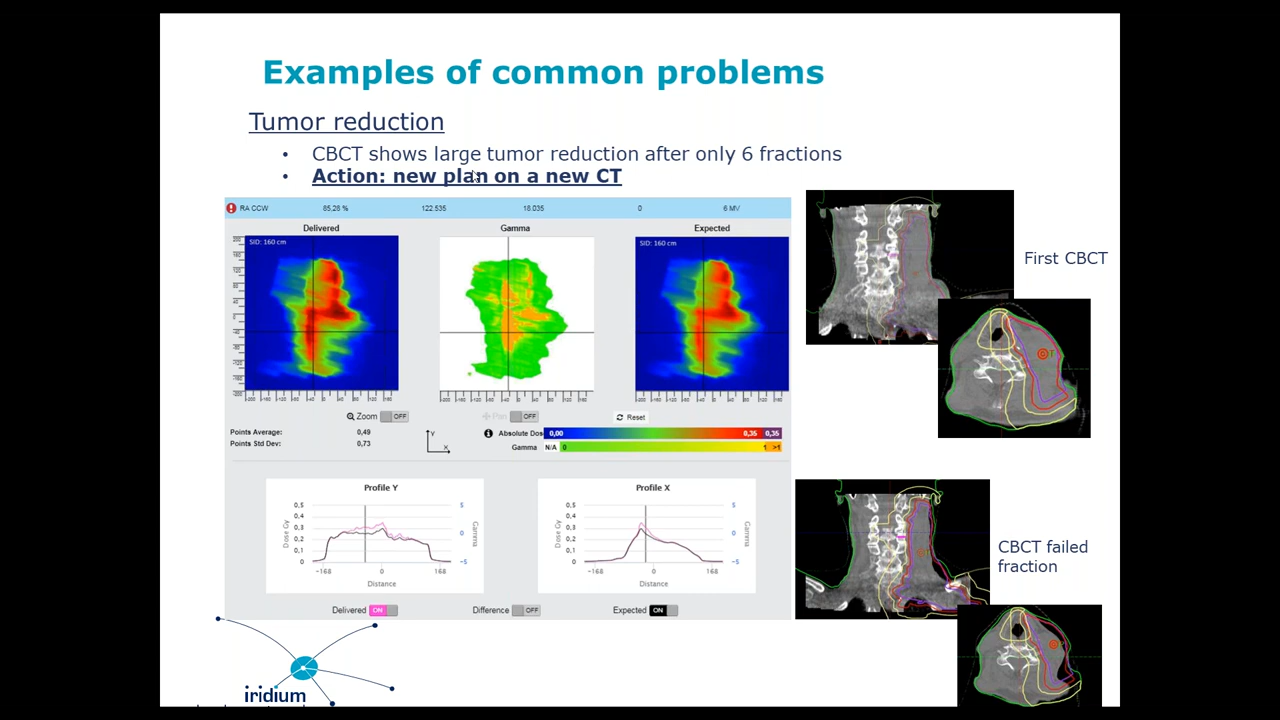 Examples of common problems
Tumor reduction
• CBCT shows large tumor reduction after only 6 fractions
• Action: new plan on a new CT
RA CCW 85,28 % 122,535 18,035 0 6 MV
Delivered Gamma Expected
SID: 160 cm SID: 160 cm
Zoom OFF Pan OFF Reset
Points Average: 0,49
Points Std Dev: 0,73
Y
X
Absolute Dos 0,00 0,35 0,35
Gamma N/A 0 1 >1
Profile Y Profile X
0,5 5 0,5 5
0,4 0,4
0,3 0,3
0,2 0 0,2 0
0,1 0,1
0 -5 0 -5
Dose Gy Gamma Dose Gy Gamma
-168 0 168 -168 0 168
Distance Distance
Delivered ON Difference OFF Expected ON
First CBCT
CBCT failed
fraction
iridium